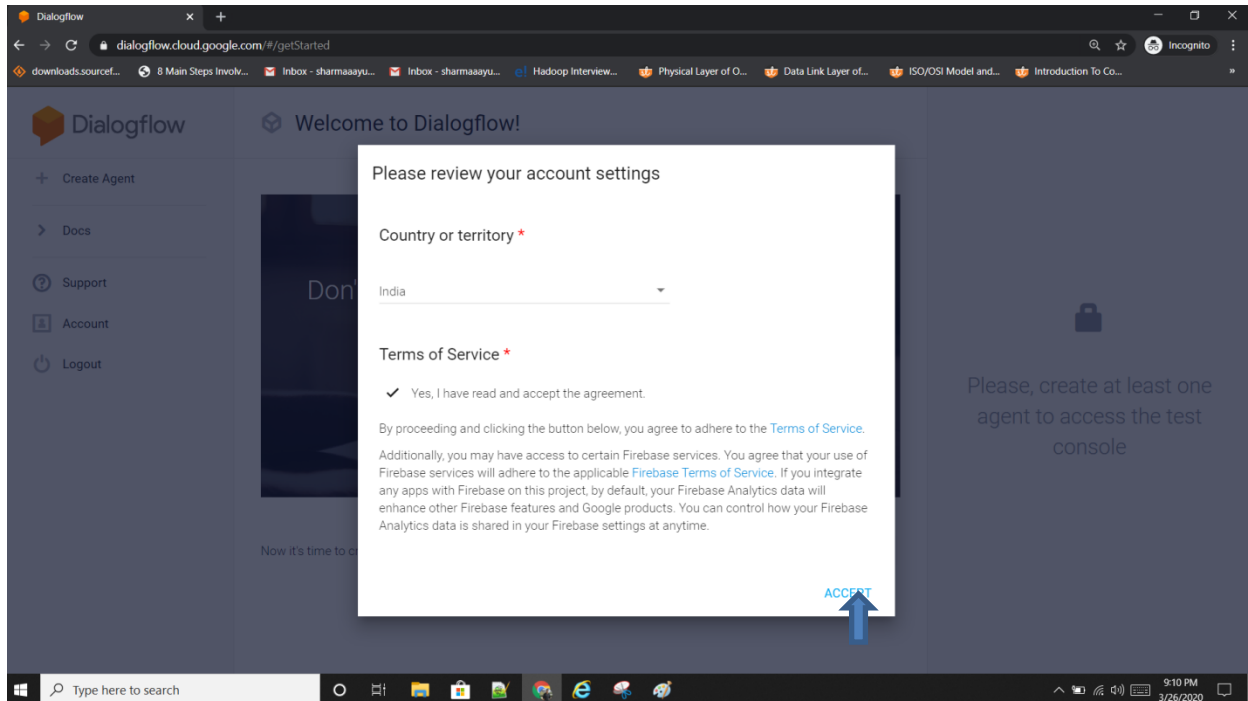 Dialogflow
dialogflow.cloud.google.com/#/getStarted
Incognito
downloads.sourcef...
8 Main Steps Involv...
Inbox - sharmaaayu...
Inbox - sharmaaayu...
Hadoop Interview...
Physical Layer of O...
Data Link Layer of...
ISO/OSI Model and...
Introduction To Co...
»
Dialogflow
Welcome to Dialogflow!
Create Agent
Docs
Support
Account
Logout
Don'
Now it's time to cr
Please review your account settings
Country or territory *
India
Terms of Service *
Yes, I have read and accept the agreement.
By proceeding and clicking the button below, you agree to adhere to the Terms of Service.
Additionally, you may have access to certain Firebase services. You agree that your use of
Firebase services will adhere to the applicable Firebase Terms of Service. If you integrate
any apps with Firebase on this project, by default, your Firebase Analytics data will
enhance other Firebase features and Google products. You can control how your Firebase
Analytics data is shared in your Firebase settings at anytime.
ACCEPT
Please, create at least one
agent to access the test
console
Type here to search
9:10 PM
3/26/2020